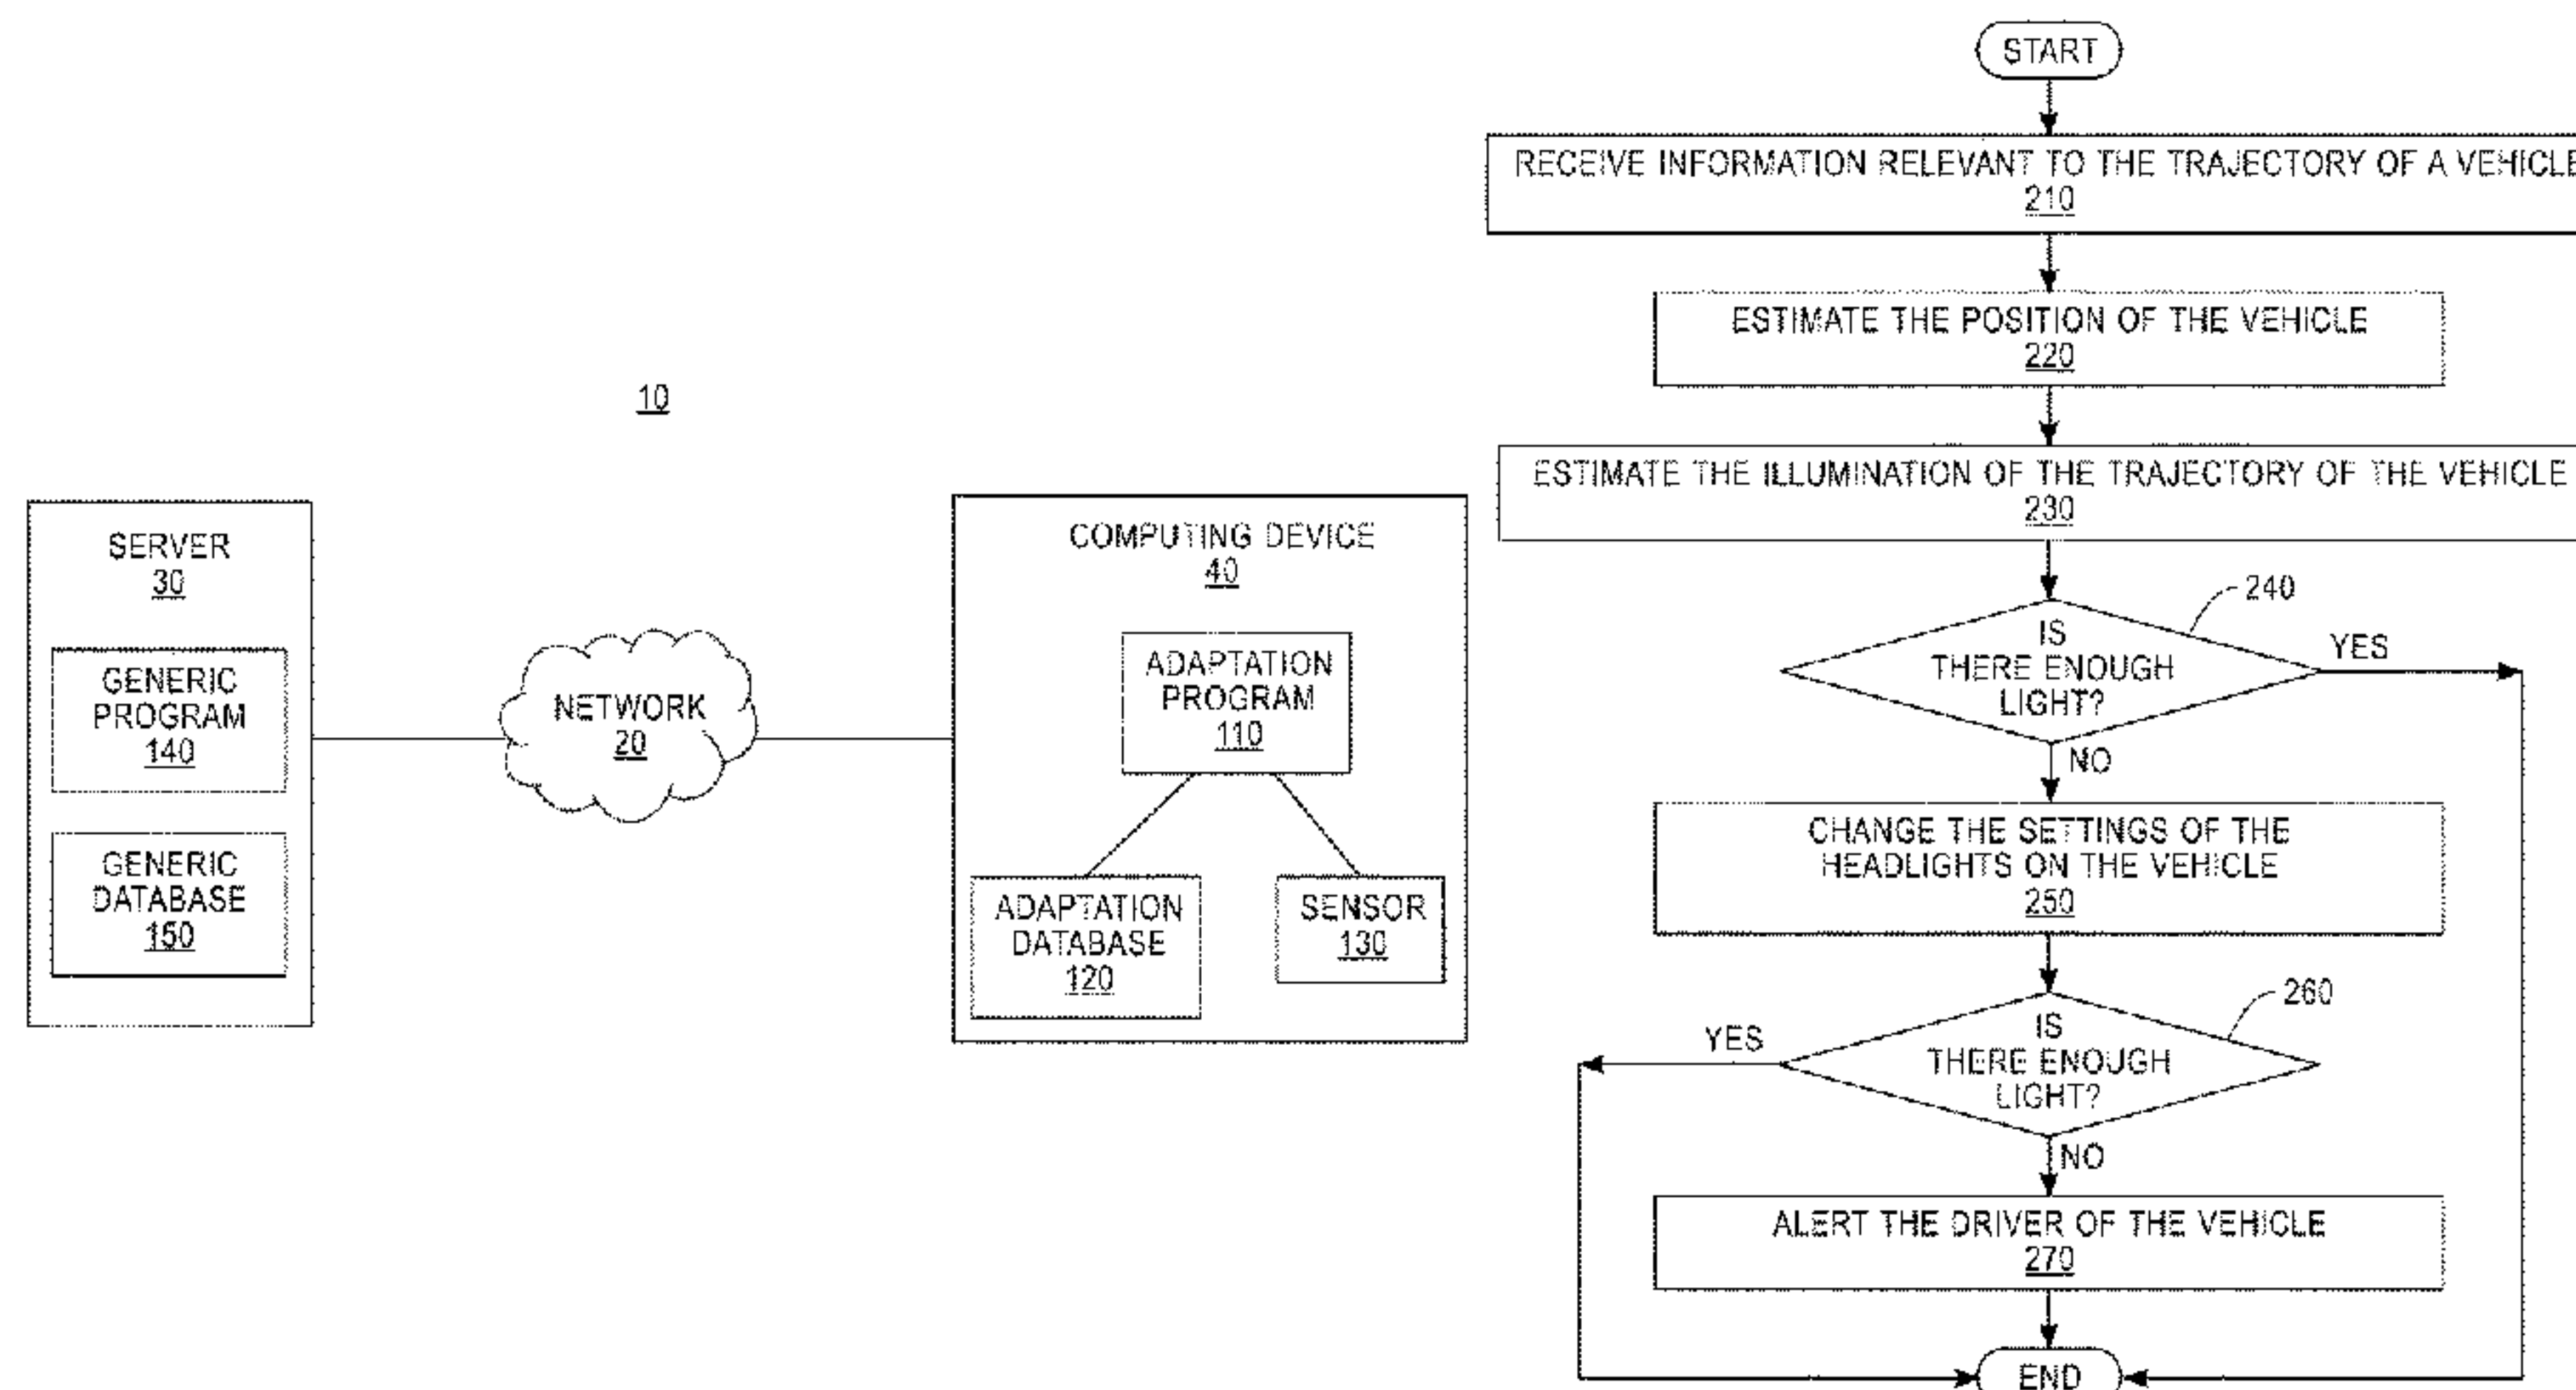 10
SERVER
30
GENERIC
PROGRAM
140
GENERIC
DATABASE
150
NETWORK
20
COMPUTING DEVICE
40
ADAPTATION
PROGRAM
110
ADAPTATION
DATABASE
120
SENSOR
130
START
RECEIVE INFORMATION RELEVANT TO THE TRAJECTORY OF A VEHICLE
210
ESTIMATE THE POSITION OF THE VEHICLE
220
ESTIMATE THE ILLUMINATION OF THE TRAJECTORY OF THE VEHICLE
230
240
IS
THERE ENOUGH
LIGHT?
YES
NO
CHANGE THE SETTINGS OF THE
HEADLIGHTS ON THE VEHICLE
250
260
IS
THERE ENOUGH
LIGHT?
YES
NO
ALERT THE DRIVER OF THE VEHICLE
270
END